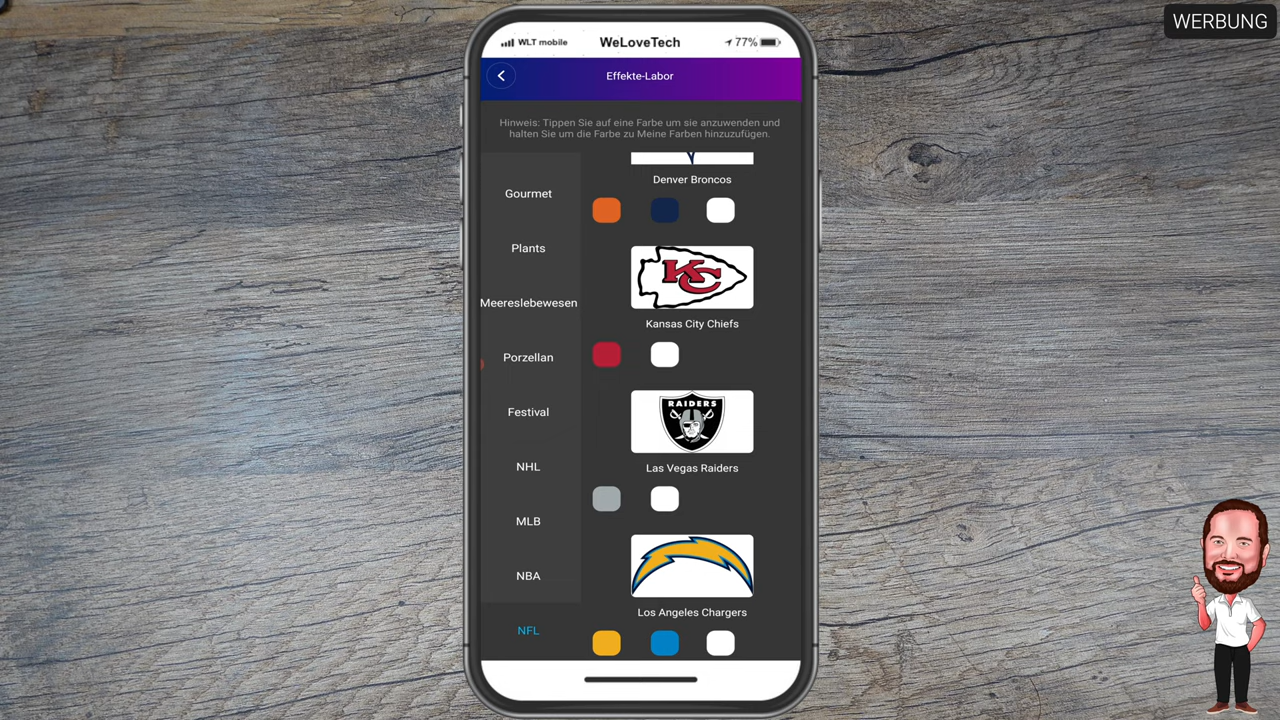 WERBUNG
WLT mobile
WeLoveTech
77%
Effekte-Labor
Hinweis: Tippen Sie auf eine Farbe um sie anzuwenden und
halten Sie um die Farbe zu Meine Farben hinzuzufügen.
Gourmet
Plants
Meereslebewesen
Porzellan
Festival
NHL
MLB
NBA
NFL
Denver Broncos
KC
Kansas City Chiefs
RAIDERS
Las Vegas Raiders
Los Angeles Chargers